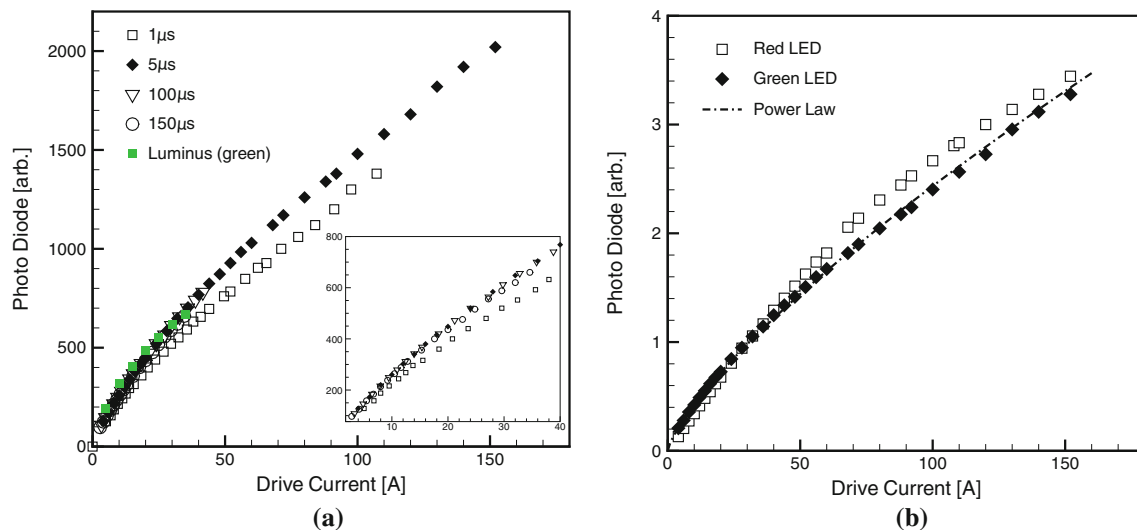 2000
1500
1000
500
0
Photo Diode [arb.]
1μs
5μs
100μs
150μs
Luminus (green)
800
600
400
200
10
20
30
40
0
50
100
150
Drive Current [A]
(a)
4
3
2
1
0
Photo Diode [arb.]
Red LED
Green LED
Power Law
50
100
150
Drive Current [A]
(b)